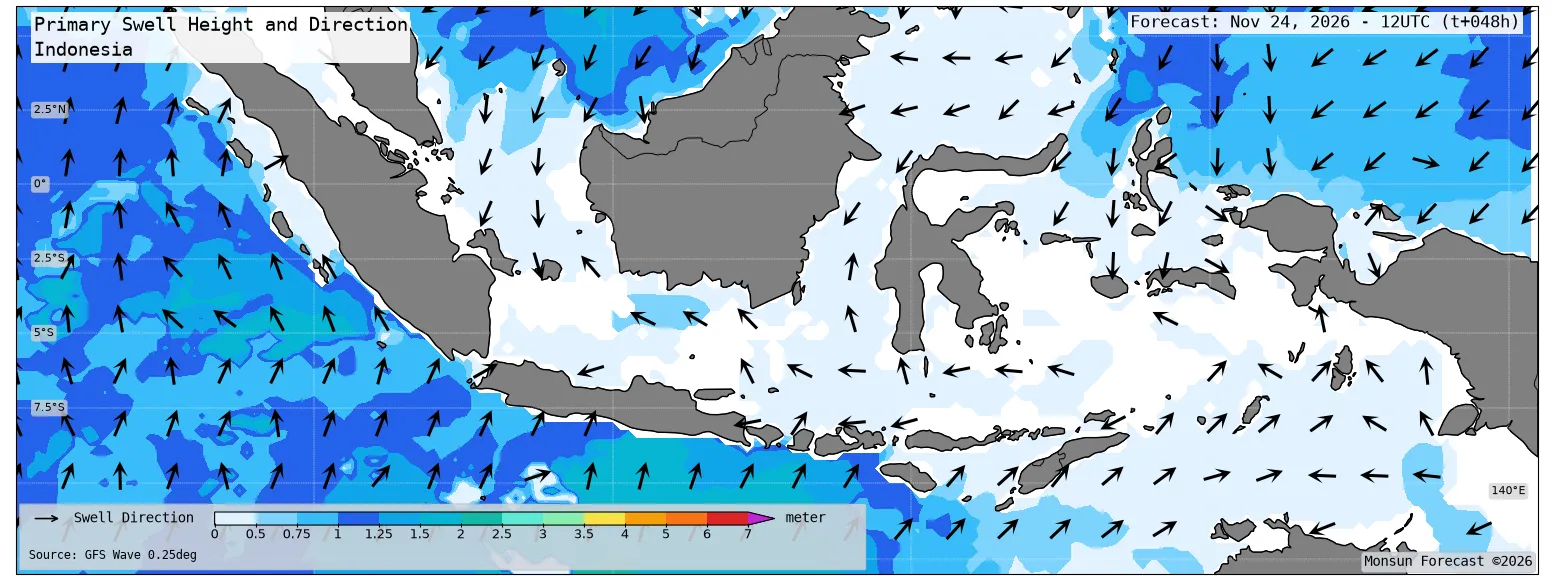 Primary Swell Height and Direction
Indonesia
Forecast: Nov 24, 2026 - 12UTC (t+048h)
2.5°N
0°
2.5°S
5°S
7.5°S
140°E
Swell Direction
0 0.5 0.75 1 1.25 1.5 2 2.5 3 3.5 4 5 6 7
meter
Source: GFS Wave 0.25deg
Monsun Forecast ©2026